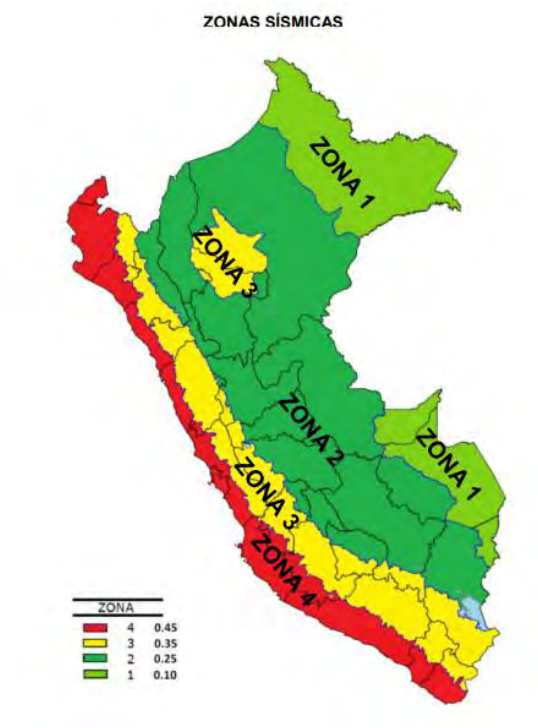 ZONAS SÍSMICAS
ZONA 1
ZONA 3
ZONA 2
ZONA 1
ZONA 3
ZONA 4
ZONA
4 0.45
3 0.35
2 0.25
1 0.10